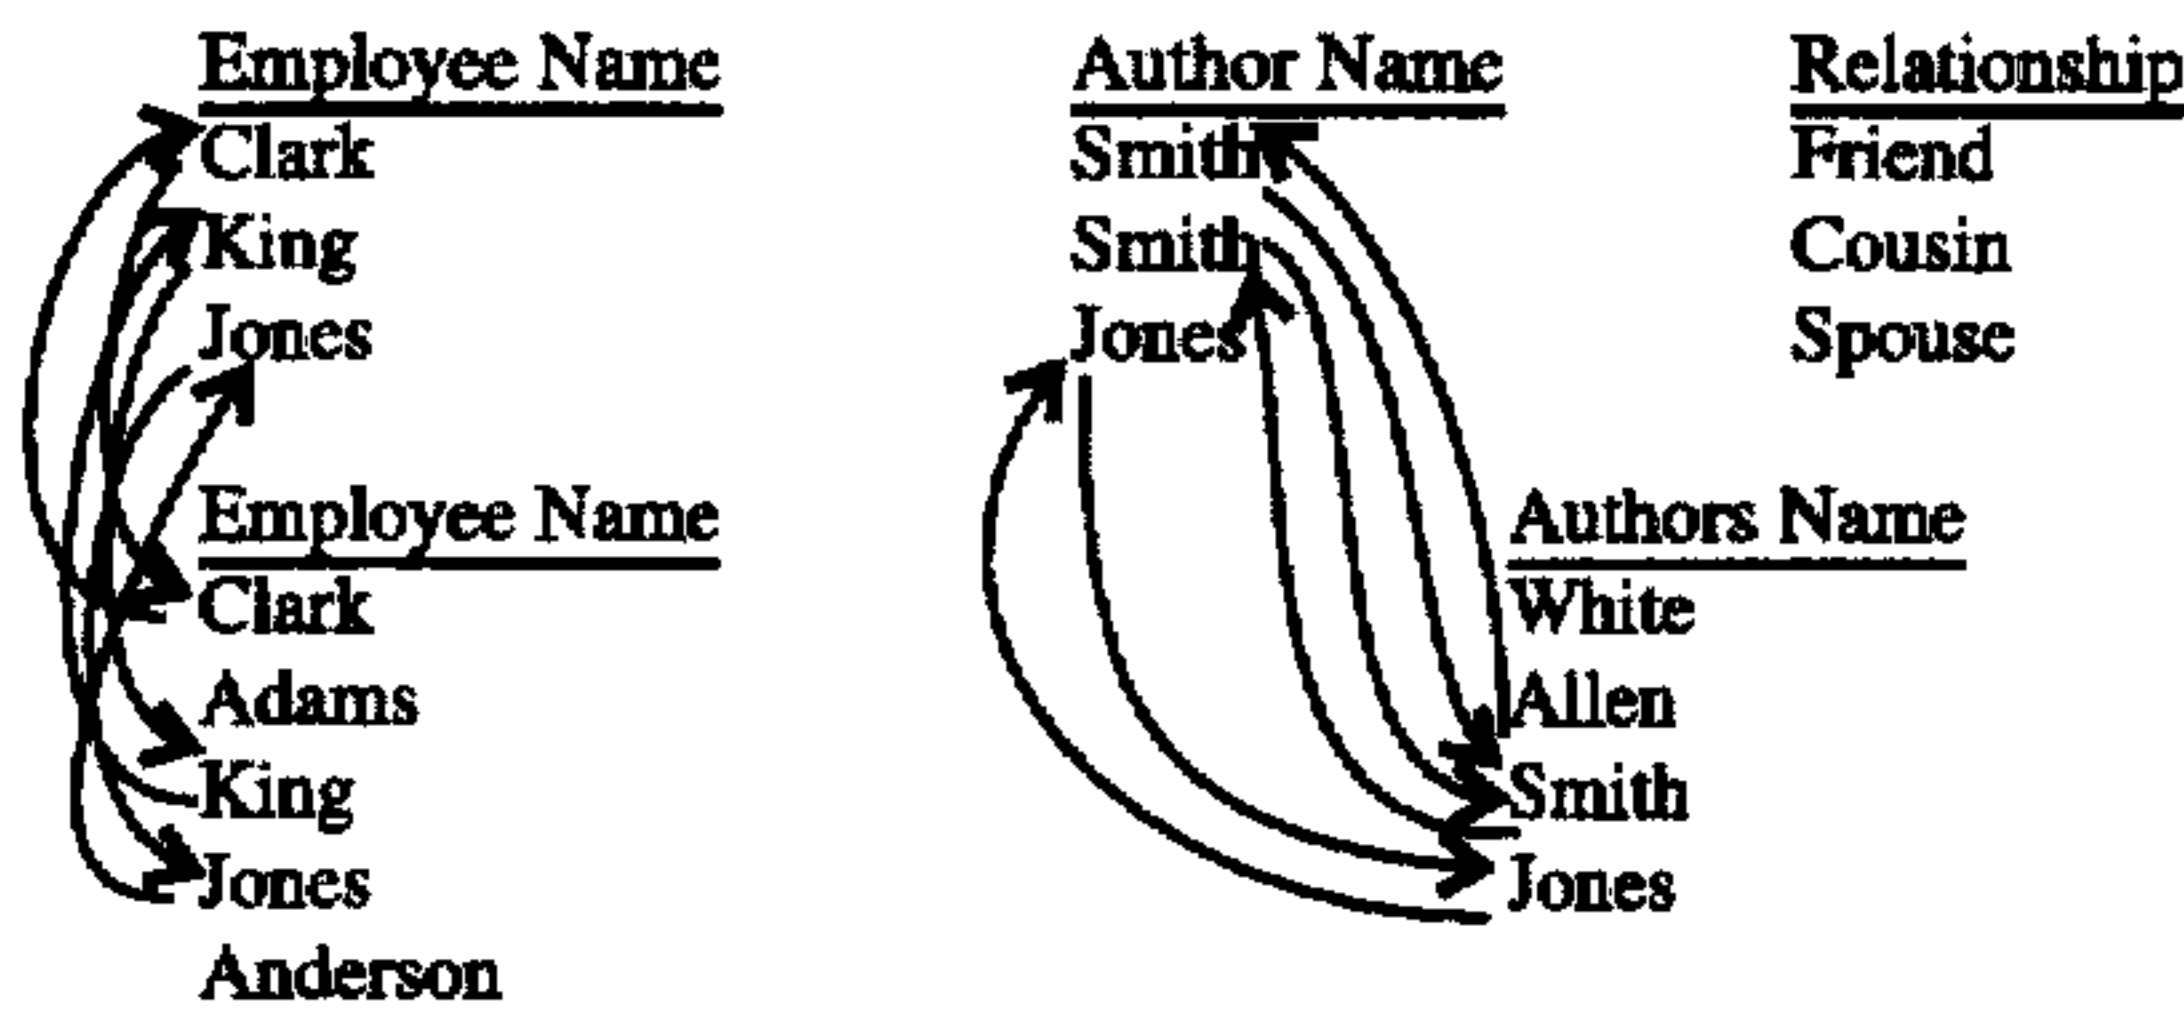 Employee Name Author Name Relationship
Clark Smith Friend
King Smith Cousin
Jones Jones Spouse
Employee Name Authors Name
Clark White
Adams Allen
King Smith
Jones Jones
Anderson